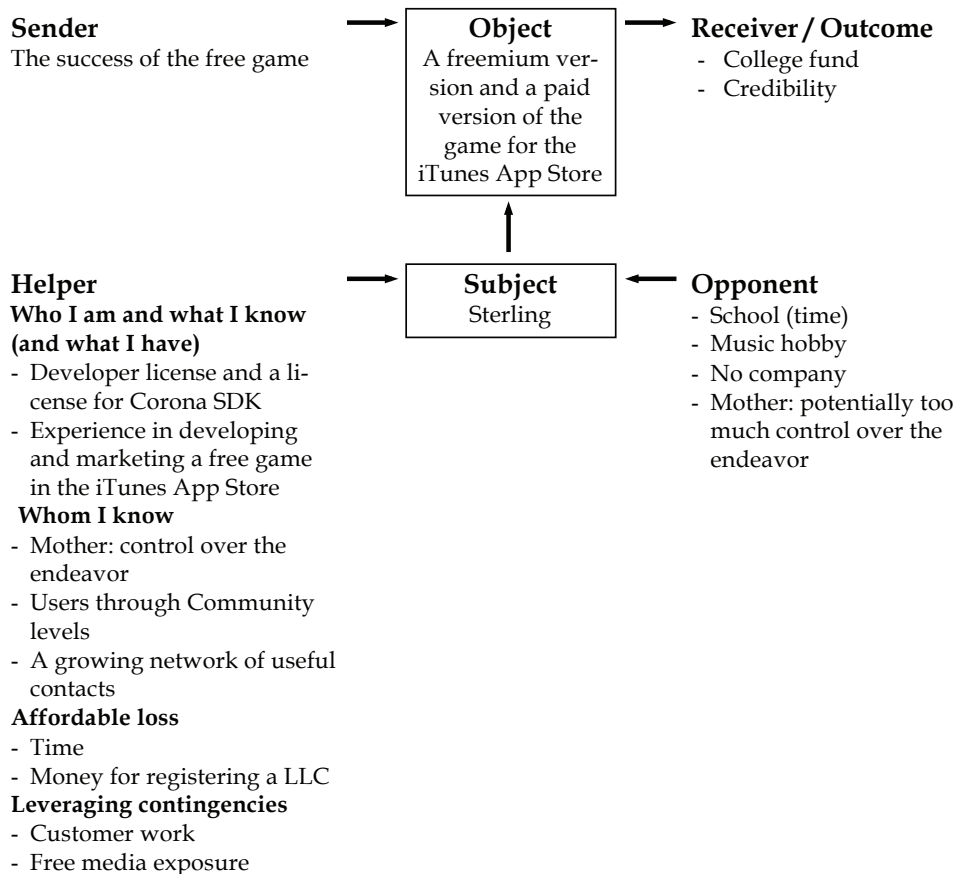 Sender
The success of the free game
Object
A freemium ver-
sion and a paid
version of the
game for the
iTunes App Store
Receiver / Outcome
- College fund
- Credibility
Helper
Who I am and what I know
(and what I have)
- Developer license and a li-
cense for Corona SDK
- Experience in developing
and marketing a free game
in the iTunes App Store
Whom I know
- Mother: control over the
endeavor
- Users through Community
levels
- A growing network of useful
contacts
Affordable loss
- Time
- Money for registering a LLC
Leveraging contingencies
- Customer work
- Free media exposure
Subject
Sterling
Opponent
- School (time)
- Music hobby
- No company
- Mother: potentially too
much control over the
endeavor